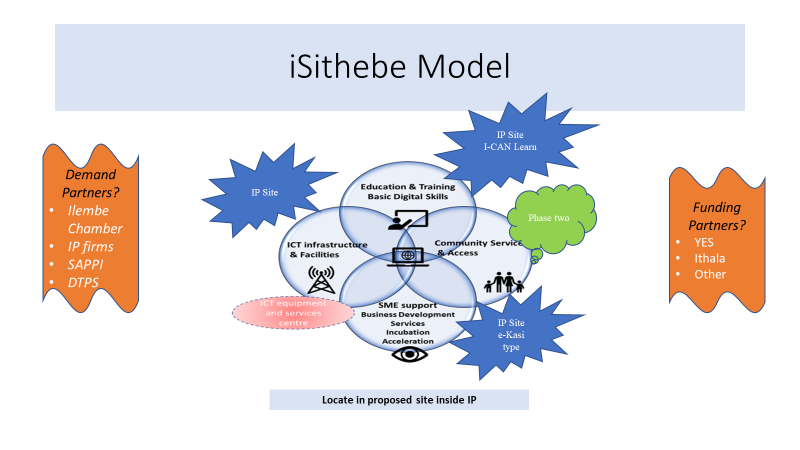 iSithebe Model
IP Site
I-CAN Learn
Demand
Partners?
• Ilembe
Chamber
• IP firms
• SAPPI
• DTPS
IP Site
Education & Training
Basic Digital Skills
Phase two
Funding
Partners?
• YES
• Ithala
• Other
ICT infrastructure
& Facilities
Community Service
& Access
ICT equipment
and services
centre
SME support
Business Development
Services
Incubation
Acceleration
IP Site
e-Kasi
type
Locate in proposed site inside IP